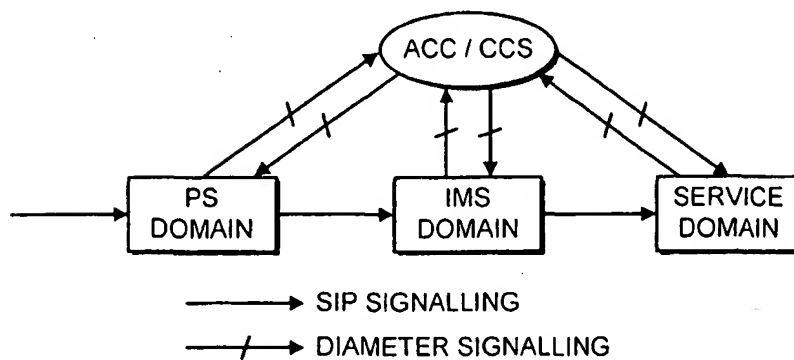 ACC / CCS
PS
DOMAIN
IMS
DOMAIN
SERVICE
DOMAIN
SIP SIGNALLING
DIAMETER SIGNALLING